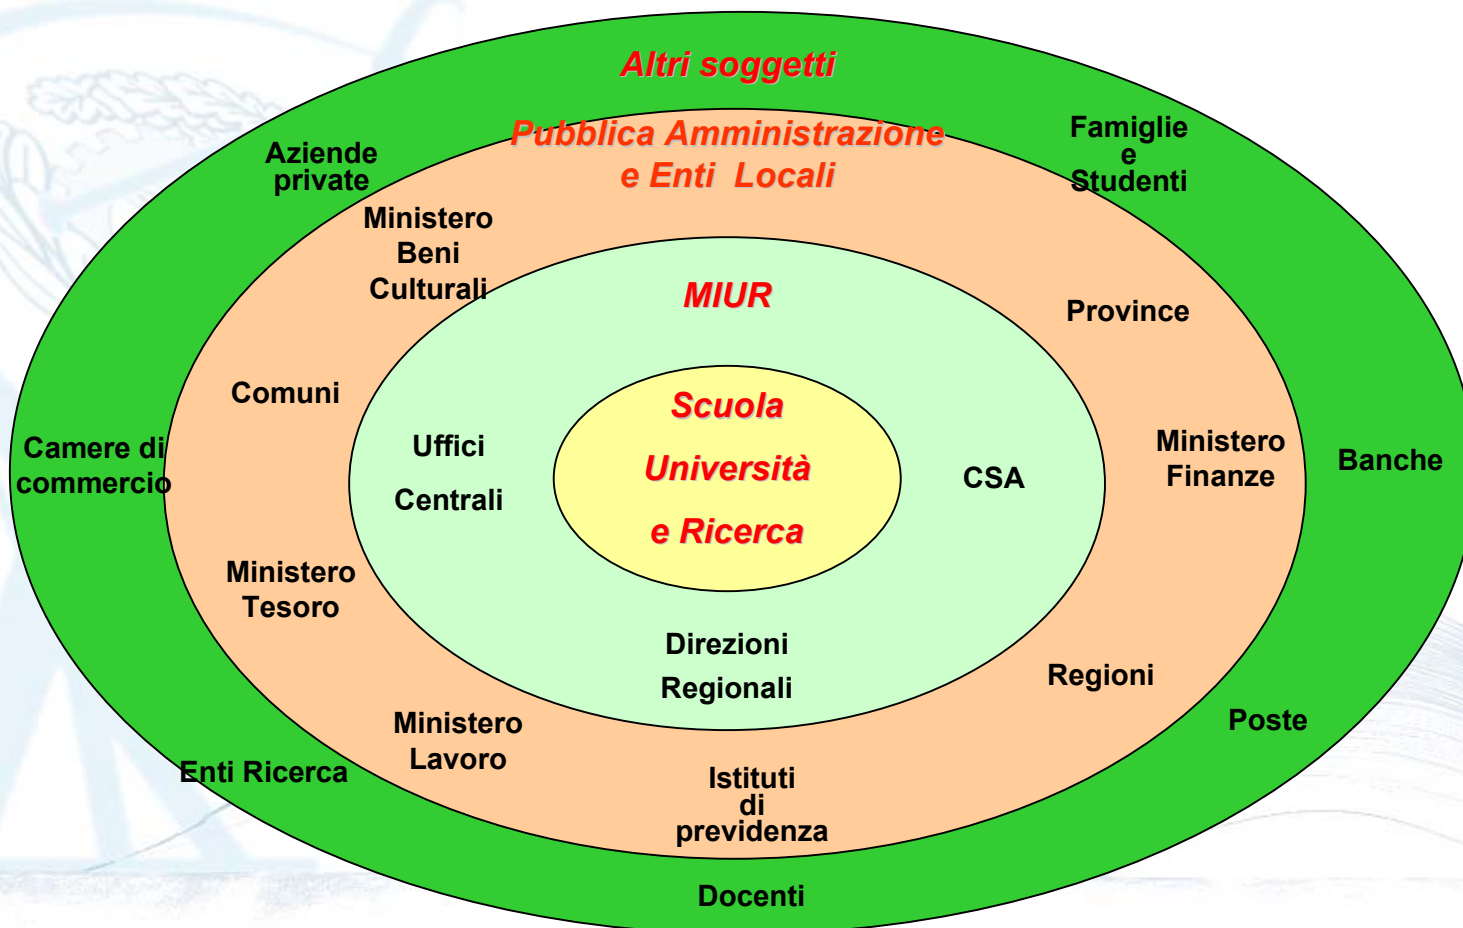 Altri soggetti
Pubblica Amministrazione
e Enti Locali
Famiglie
e
Studenti
Aziende
private
Ministero
Beni
Culturali
MIUR
Province
Comuni
Scuola
Università
e Ricerca
Camere di
commercio
Uffici
Centrali
CSA
Ministero
Finanze
Banche
Ministero
Tesoro
Direzioni
Regionali
Regioni
Ministero
Lavoro
Poste
Enti Ricerca
Istituti
di
previdenza
Docenti